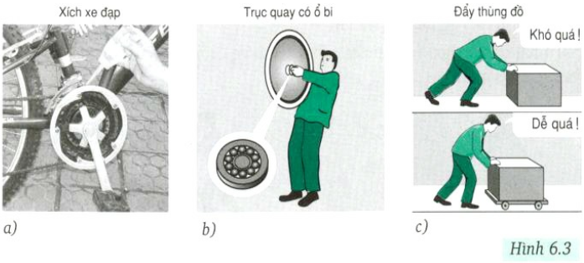 Xích xe đạp
Trục quay có ổ bi
Đẩy thùng đồ
Khó quá !
Dễ quá !
a)
b)
c)
Hình 6.3